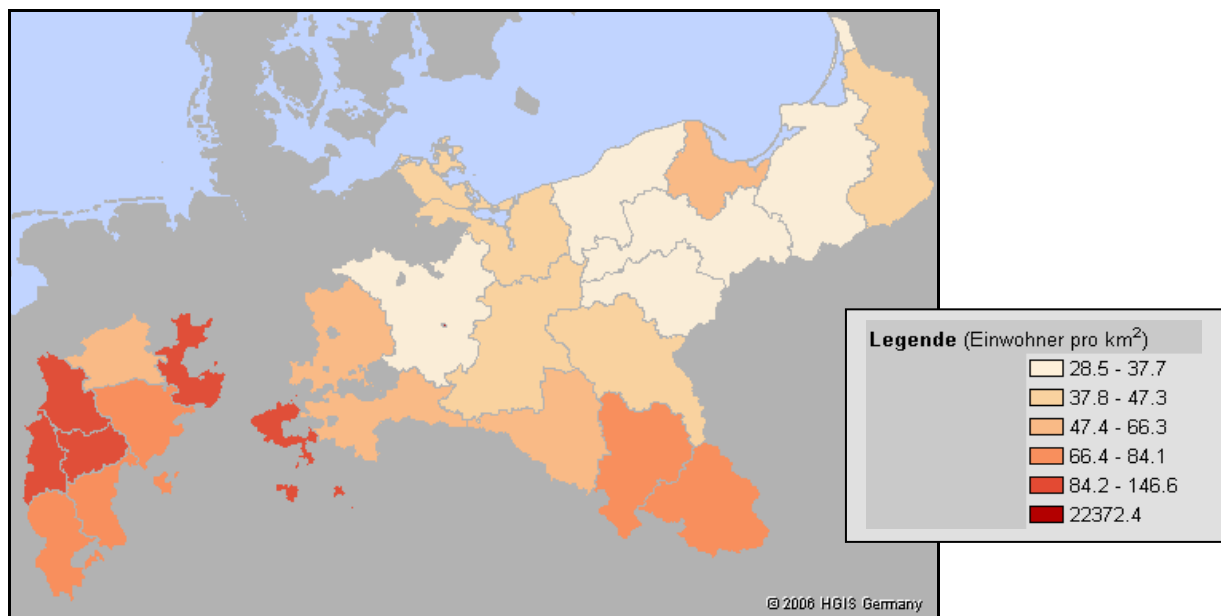 Legende (Einwohner pro km²)
28.5 - 37.7
37.8 - 47.3
47.4 - 66.3
66.4 - 84.1
84.2 - 146.6
22372.4
© 2006 HGIS Germany